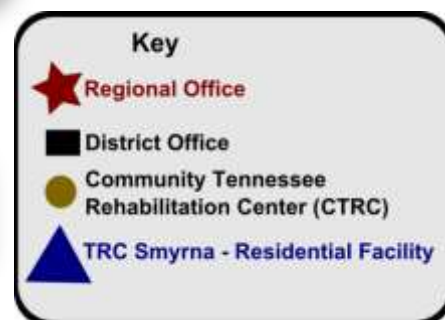 Key
Regional Office
District Office
Community Tennessee
Rehabilitation Center (CTRC)
TRC Smyrna - Residential Facility